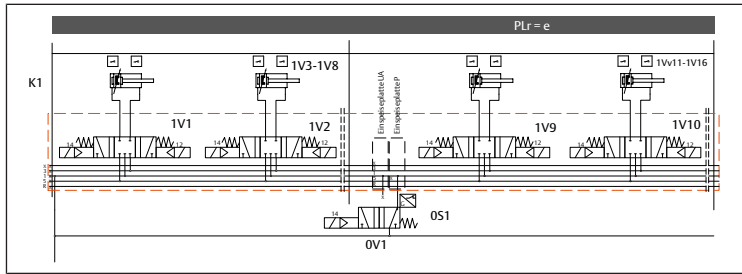 PLr = e
K1
1V3-1V8
1Vv11-1V16
Einspeiseplatte UA
Einspeiseplatte P
1V1
1V2
1V9
1V10
14
12
14
12
14
12
14
12
14
0S1
0V1